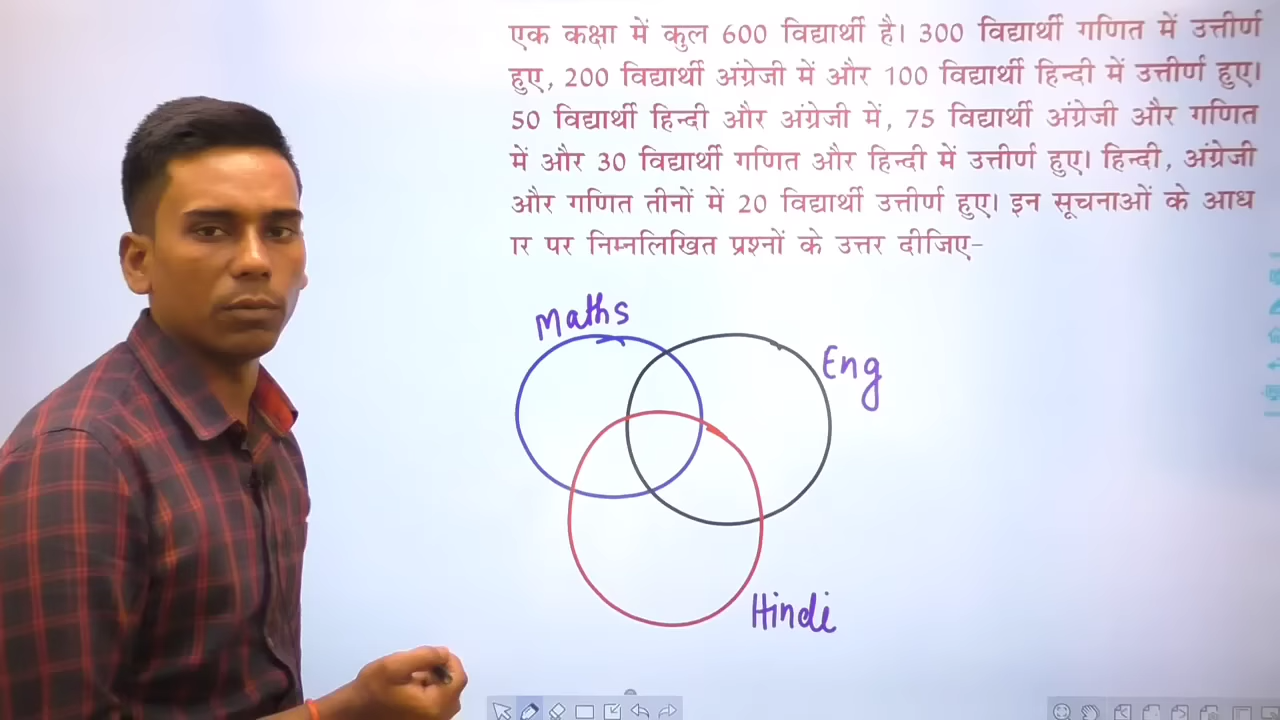 एक कक्षा में कुल 600 विद्यार्थी है। 300 विद्यार्थी गणित में उत्तीर्ण
हुए, 200 विद्यार्थी अंग्रेजी में और 100 विद्यार्थी हिन्दी में उत्तीर्ण हुए।
50 विद्यार्थी हिन्दी और अंग्रेजी में, 75 विद्यार्थी अंग्रेजी और गणित
में और 30 विद्यार्थी गणित और हिन्दी में उत्तीर्ण हुए। हिन्दी, अंग्रेजी
और गणित तीनों में 20 विद्यार्थी उत्तीर्ण हुए। इन सूचनाओं के आध
ार पर निम्नलिखित प्रश्नों के उत्तर दीजिए-
Maths
Eng
Hindi